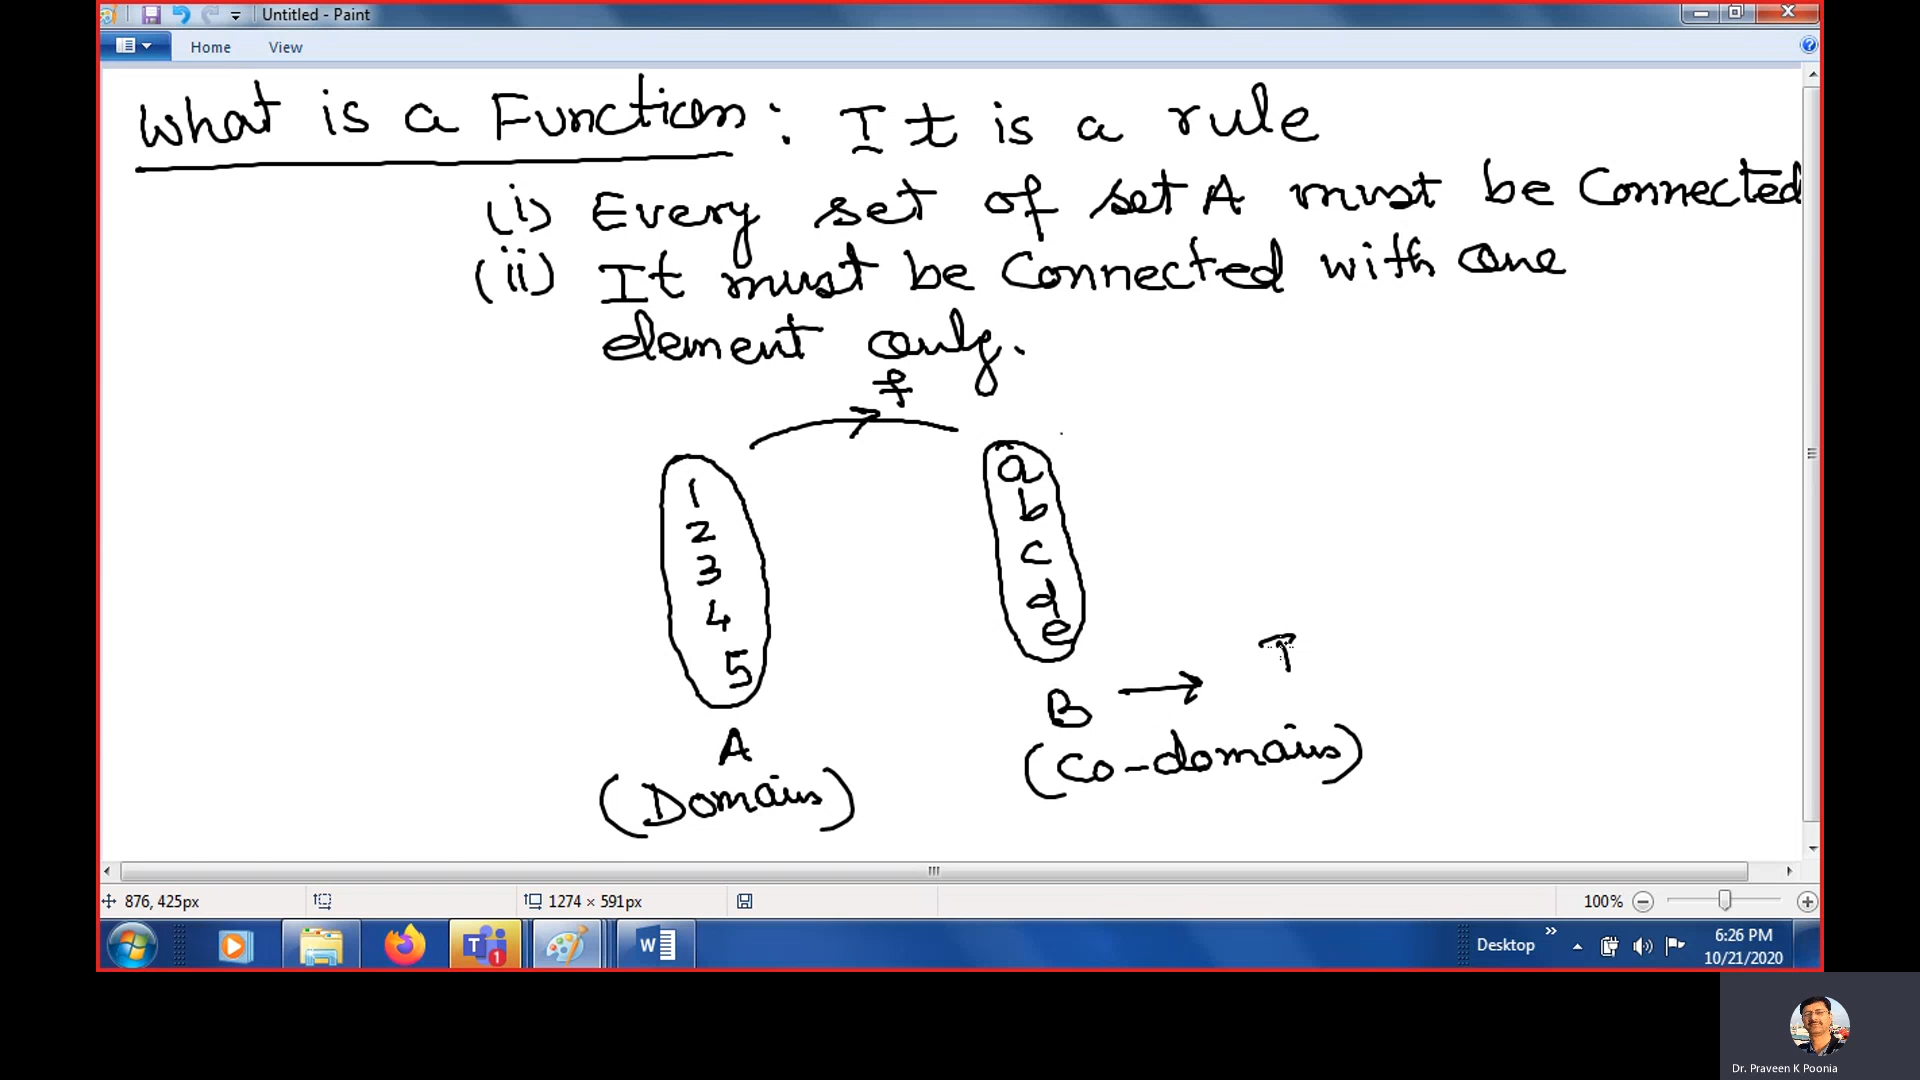 Untitled - Paint
Home View
What is a Function: It is a rule
(i) Every set of set A must be Connected
(ii) It must be Connected with one
element only.
f
1
2
3
4
5
a
b
c
d
e
A
(Domain)
B
(Co-domain)
876, 425px
1274 × 591px
100%
Desktop
6:26 PM
10/21/2020
Dr. Praveen K Poonia